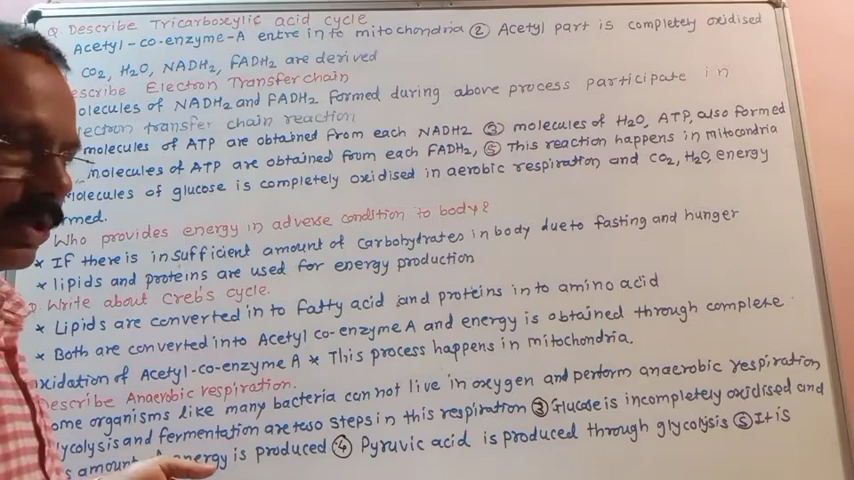 Q Describe Tricarboxylic acid cycle
Acetyl-co-enzyme-A entre in to mitochondria ② Acetyl part is completely oxidised
CO2, H2O, NADH2, FADH2 are derived
escribe Electron Transfer chain
olecules of NADH2 and FADH2 formed during above process participate in
ectron transfer chain reaction
molecules of ATP are obtained from each NADH2 ③ molecules of H2O, ATP, also formed
molecules of ATP are obtained from each FADH2, ⑤ This reaction happens in mitocondria
olecules of glucose is completely oxidised in aerobic respiration and CO2, H2O, energy
rmed.
Who provides energy in adverse condition to body?
* If there is insufficient amount of carbohydrates in body due to fasting and hunger
* lipids and proteins are used for energy production
Q. Write about Creb's cycle.
* Lipids are converted in to fatty acid and proteins in to amino acid
* Both are converted into Acetyl co-enzyme A and energy is obtained through complete
oxidation of Acetyl-co-enzyme A * This process happens in mitochondria.
escribe Anaerobic respiration.
ome organisms like many bacteria can not live in oxygen and perform anaerobic respiration
lycolysis and fermentation are two steps in this respiration ③ Glucose is incompletely oxidised and
s amount energy is produced ④ Pyruvic acid is produced through glycolysis ⑤ It is